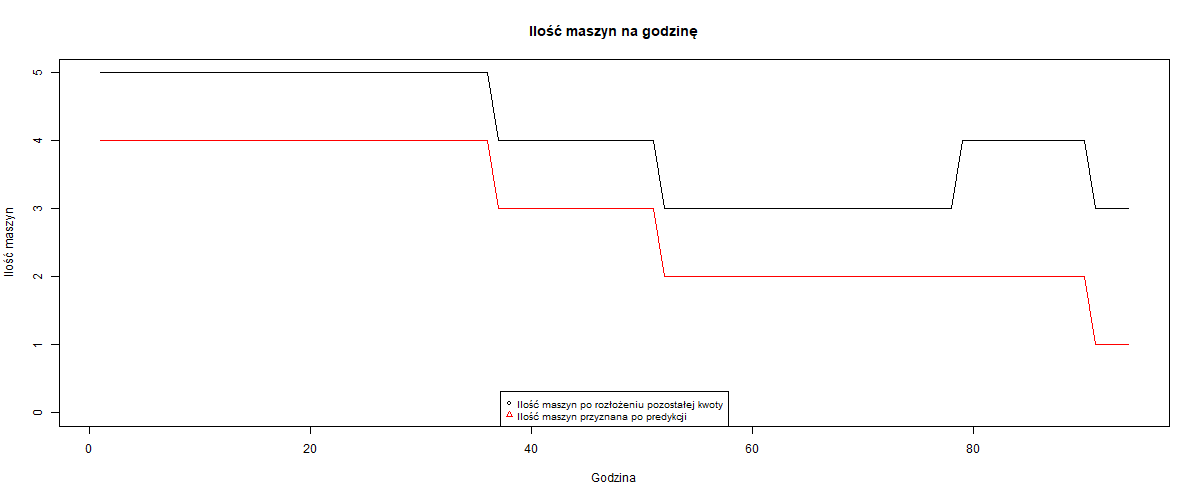 Ilość maszyn na godzinę
Ilość maszyn
5
4
3
2
1
0
Ilość maszyn po rozłożeniu pozostałej kwoty
Ilość maszyn przyznana po predykcji
0 20 40 60 80
Godzina